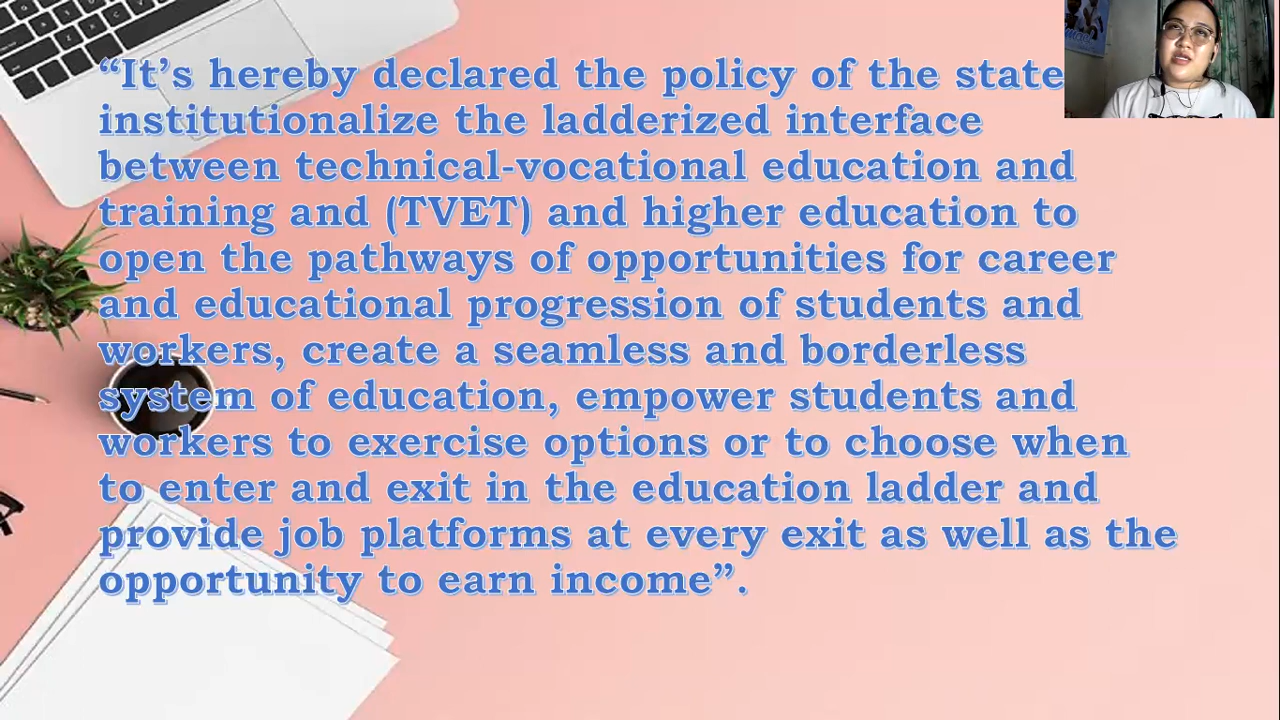 “It’s hereby declared the policy of the state
institutionalize the ladderized interface
between technical-vocational education and
training and (TVET) and higher education to
open the pathways of opportunities for career
and educational progression of students and
workers, create a seamless and borderless
system of education, empower students and
workers to exercise options or to choose when
to enter and exit in the education ladder and
provide job platforms at every exit as well as the
opportunity to earn income”.